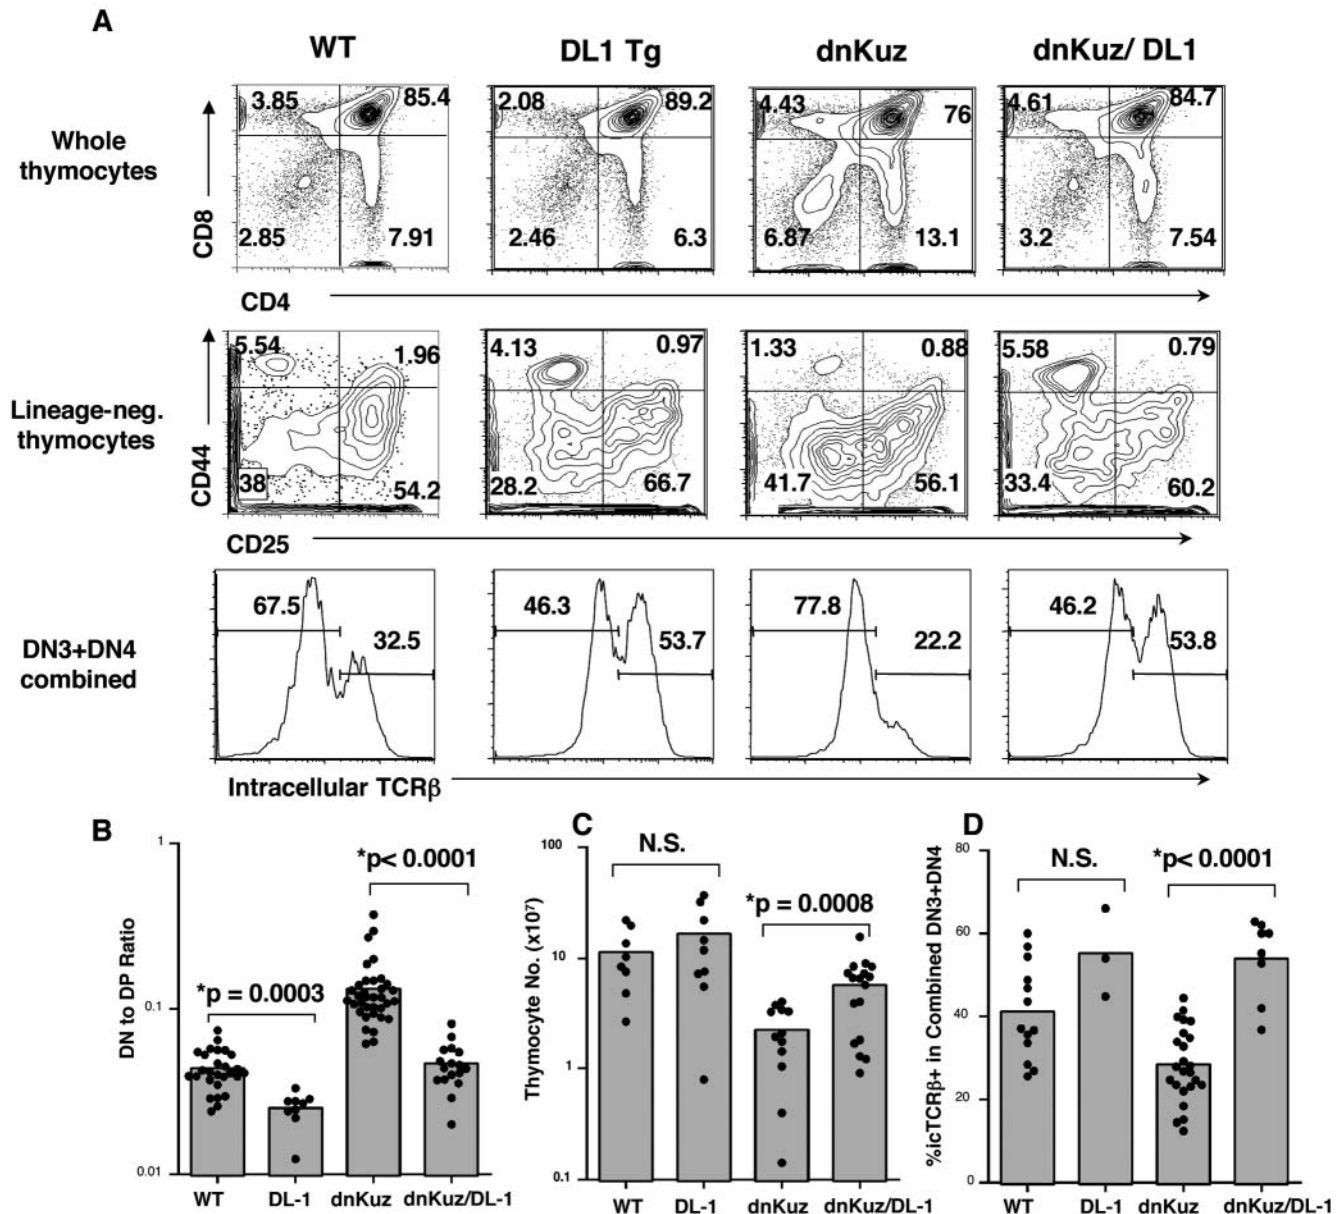 A
WT
DL1 Tg
dnKuz
dnKuz/ DL1
Whole
thymocytes
CD8
3.85
85.4
2.85
7.91
2.08
89.2
2.46
6.3
4.43
76
6.87
13.1
4.61
84.7
3.2
7.54
CD4
Lineage-neg.
thymocytes
CD44
5.54
1.96
38
54.2
4.13
0.97
28.2
66.7
1.33
0.88
41.7
56.1
5.58
0.79
33.4
60.2
CD25
DN3+DN4
combined
67.5
32.5
46.3
53.7
77.8
22.2
46.2
53.8
Intracellular TCRβ
B
DN to DP Ratio
1
0.1
0.01
*p = 0.0003
*p< 0.0001
WT
DL-1
dnKuz
dnKuz/DL-1
C
Thymocyte No. (x10⁷)
100
10
1
0.1
N.S.
*p = 0.0008
WT
DL-1
dnKuz
dnKuz/DL-1
D
%icTCRβ+ in Combined DN3+DN4
80
60
40
20
0
N.S.
*p< 0.0001
WT
DL-1
dnKuz
dnKuz/DL-1